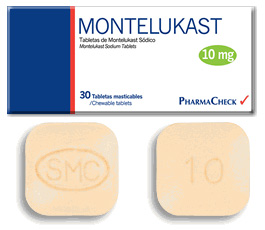 MONTELUKAST
Tabletas de Montelukast Sódico
Montelukast Sodium Tablets
10 mg
30 Tabletas masticables
/Chewable tablets
PHARMACHECK
SMC
10